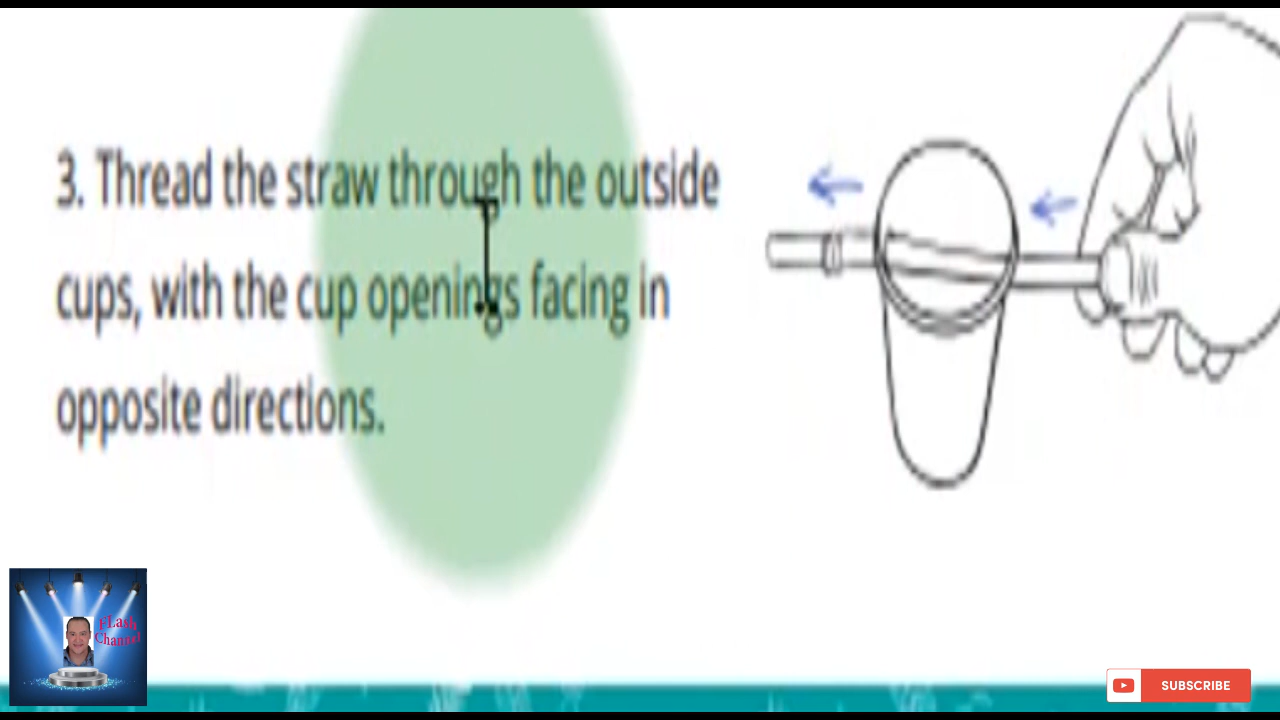 3. Thread the straw through the outside
cups, with the cup openings facing in
opposite directions.
FLash
Channel
SUBSCRIBE